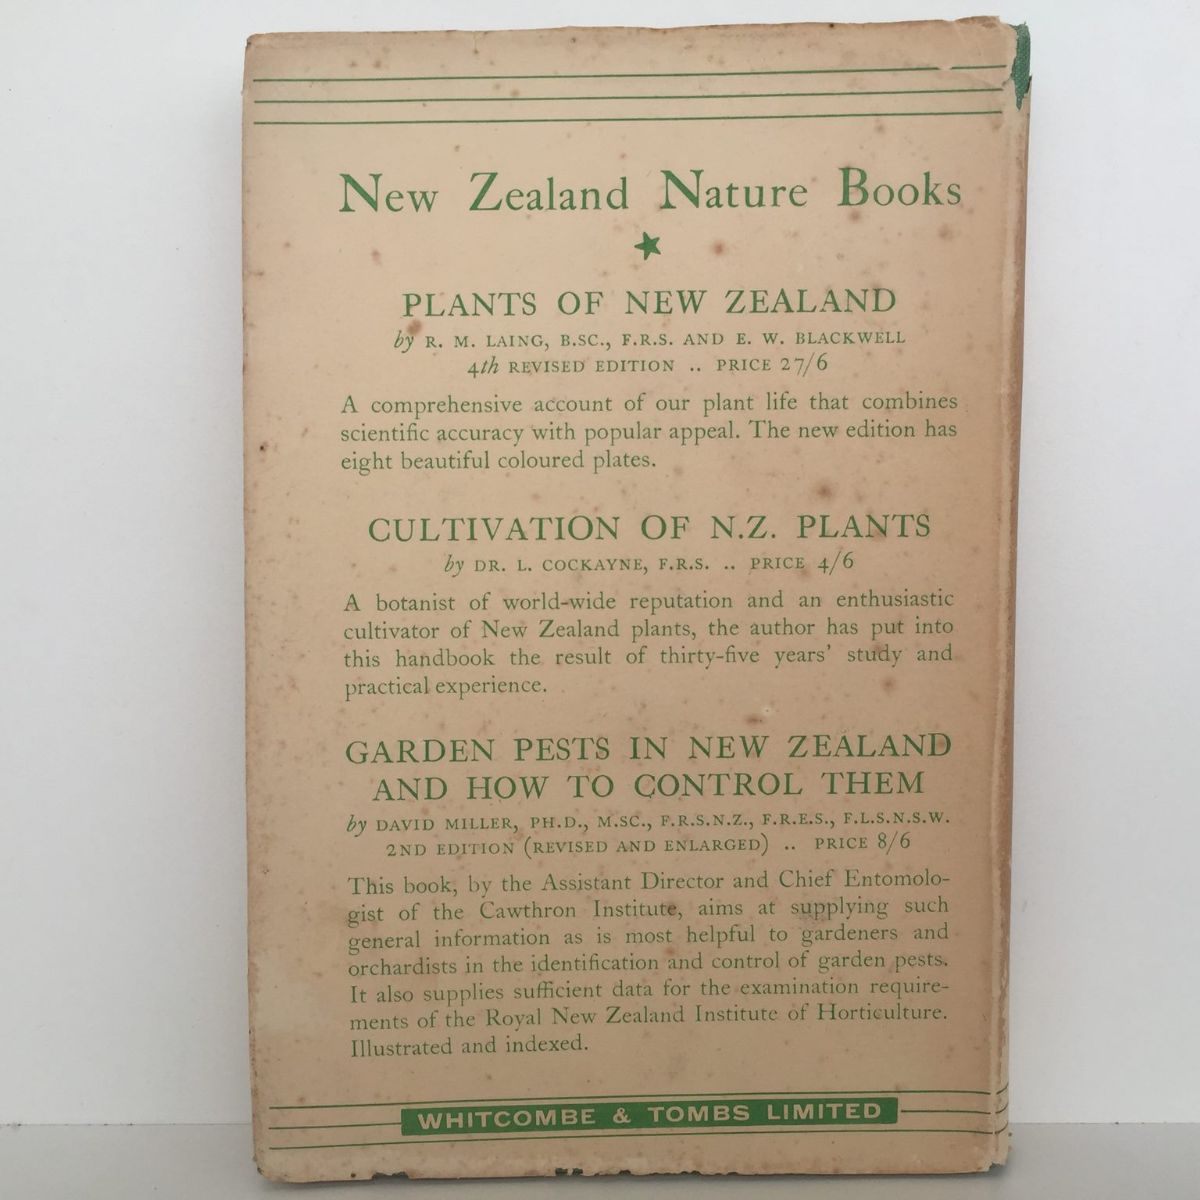 New Zealand Nature Books
PLANTS OF NEW ZEALAND
by R. M. LAING, B.SC., F.R.S. AND E. W. BLACKWELL
4th REVISED EDITION .. PRICE 27/6
A comprehensive account of our plant life that combines
scientific accuracy with popular appeal. The new edition has
eight beautiful coloured plates.
CULTIVATION OF N.Z. PLANTS
by DR. L. COCKAYNE, F.R.S. .. PRICE 4/6
A botanist of world-wide reputation and an enthusiastic
cultivator of New Zealand plants, the author has put into
this handbook the result of thirty-five years' study and
practical experience.
GARDEN PESTS IN NEW ZEALAND
AND HOW TO CONTROL THEM
by DAVID MILLER, PH.D., M.SC., F.R.S.N.Z., F.R.E.S., F.L.S.N.S.W.
2ND EDITION (REVISED AND ENLARGED) .. PRICE 8/6
This book, by the Assistant Director and Chief Entomolo-
gist of the Cawthron Institute, aims at supplying such
general information as is most helpful to gardeners and
orchardists in the identification and control of garden pests.
It also supplies sufficient data for the examination require-
ments of the Royal New Zealand Institute of Horticulture.
Illustrated and indexed.
WHITCOMBE & TOMBS LIMITED